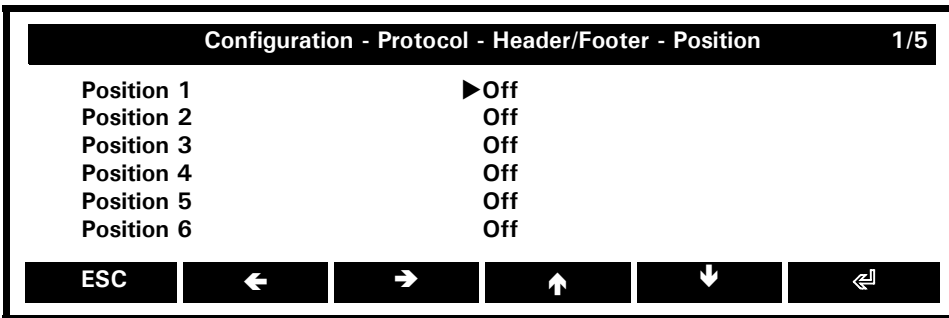 Configuration - Protocol - Header/Footer - Position 1/5
Position 1 ▶Off
Position 2 Off
Position 3 Off
Position 4 Off
Position 5 Off
Position 6 Off
ESC ← → ↑ ↓ ↵